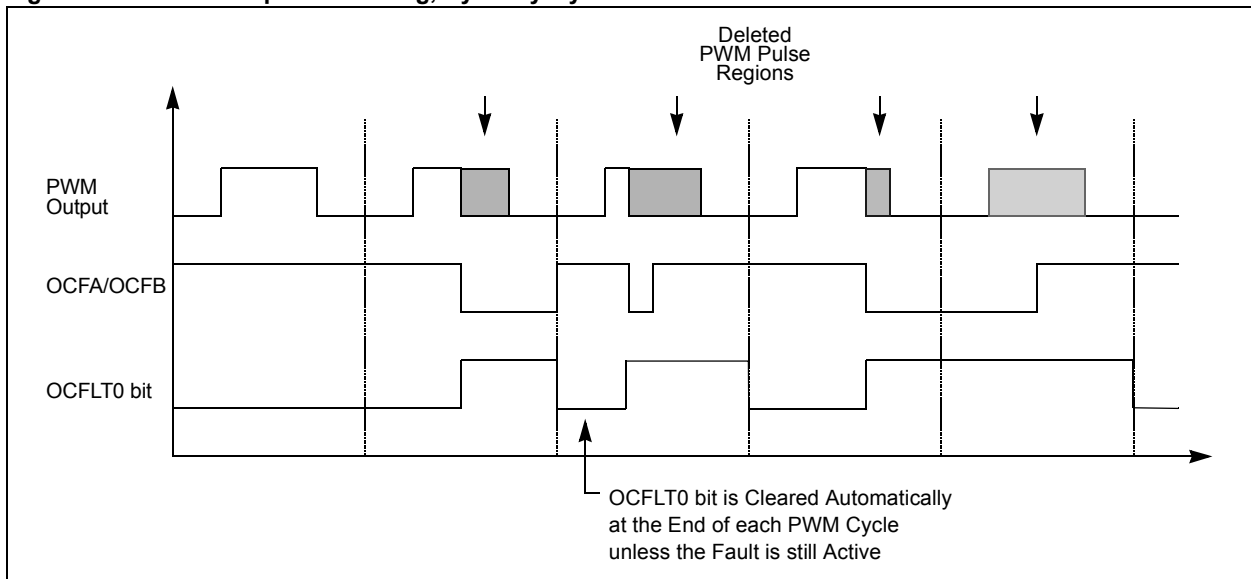 Deleted
PWM Pulse
Regions
PWM
Output
OCFA/OCFB
OCFLT0 bit
OCFLT0 bit is Cleared Automatically
at the End of each PWM Cycle
unless the Fault is still Active